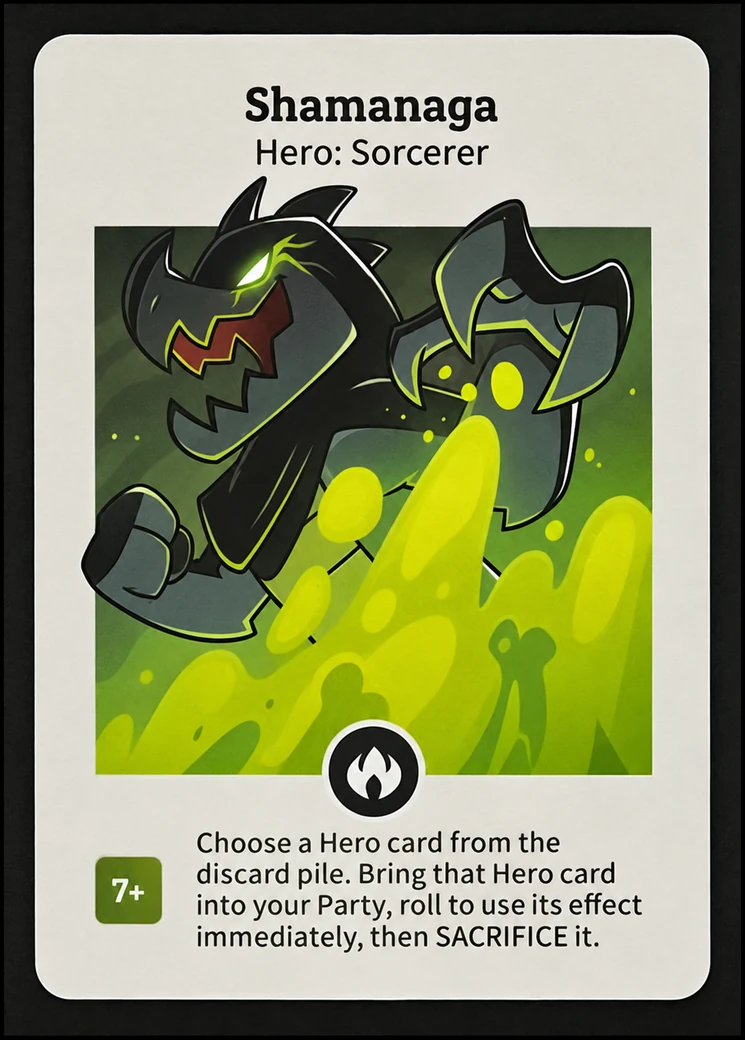 Shamanaga
Hero: Sorcerer
7+
Choose a Hero card from the
discard pile. Bring that Hero card
into your Party, roll to use its effect
immediately, then SACRIFICE it.